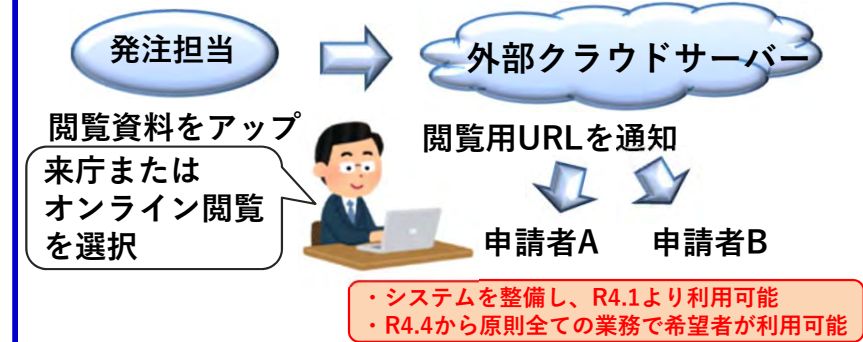 発注担当
外部クラウドサーバー
閲覧資料をアップ
閲覧用URLを通知
来庁または
オンライン閲覧
を選択
申請者A
申請者B
・システムを整備し、R4.1より利用可能
・R4.4から原則全ての業務で希望者が利用可能